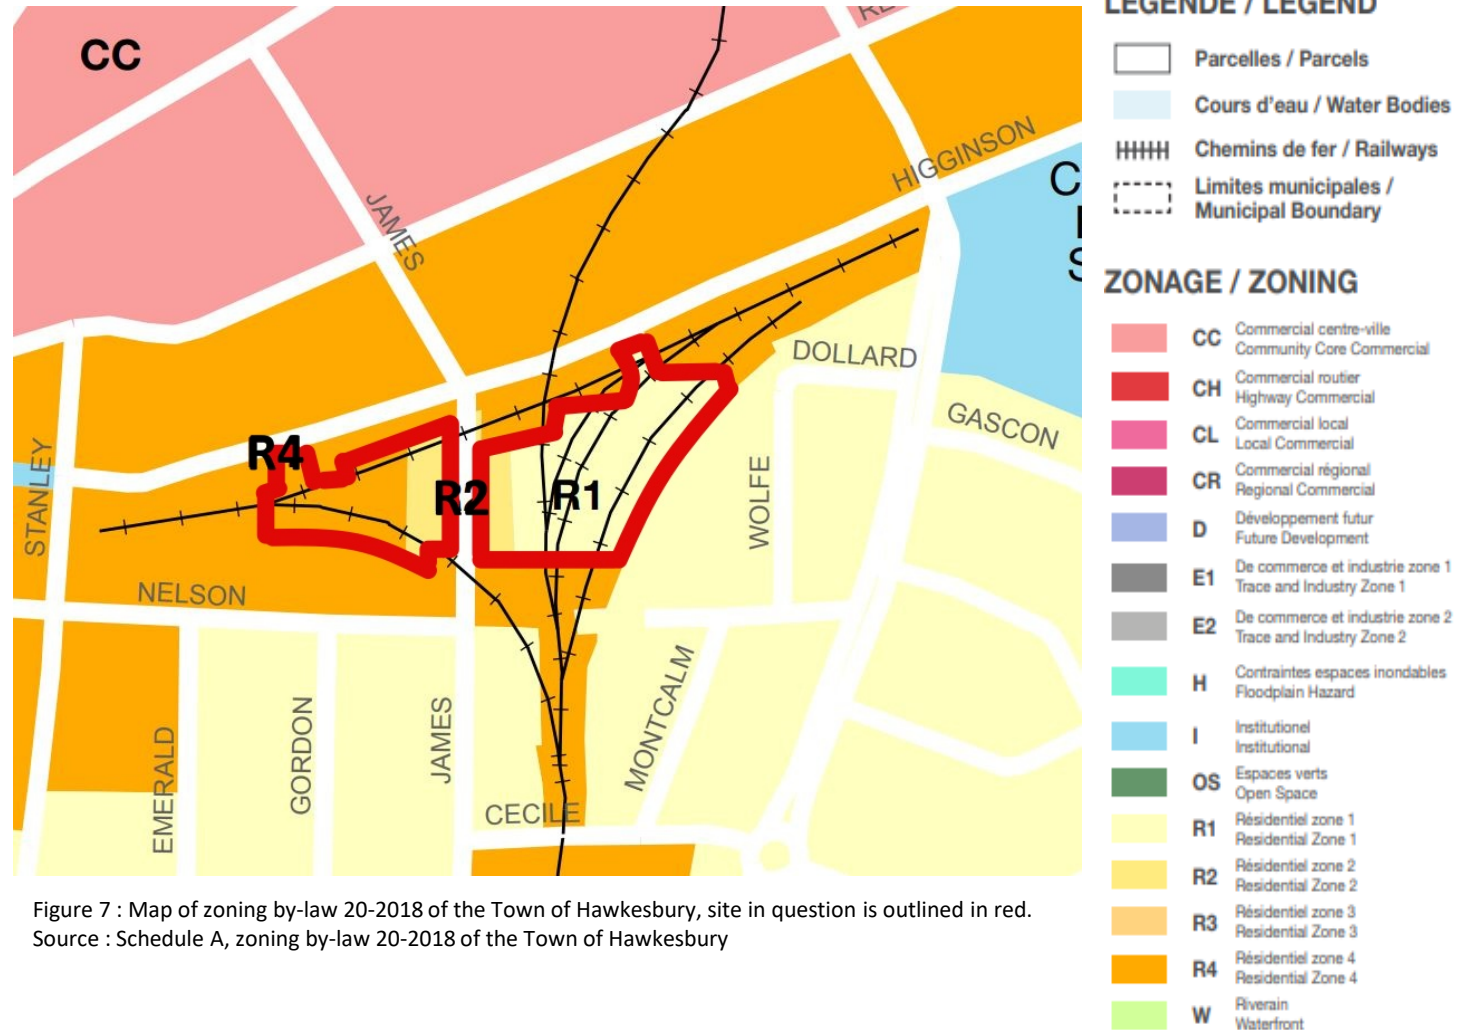 CC
RE
JAMES
HIGGINSON
C
S
DOLLARD
GASCON
R4
R2
R1
STANLEY
WOLFE
NELSON
EMERALD
GORDON
JAMES
MONTCALM
CECILE
Figure 7 : Map of zoning by-law 20-2018 of the Town of Hawkesbury, site in question is outlined in red.
Source : Schedule A, zoning by-law 20-2018 of the Town of Hawkesbury
LÉGENDE / LEGEND
Parcelles / Parcels
Cours d'eau / Water Bodies
Chemins de fer / Railways
Limites municipales /
Municipal Boundary
ZONAGE / ZONING
CC Commercial centre-ville
Community Core Commercial
CH Commercial routier
Highway Commercial
CL Commercial local
Local Commercial
CR Commercial régional
Regional Commercial
D Développement futur
Future Development
E1 De commerce et industrie zone 1
Trace and Industry Zone 1
E2 De commerce et industrie zone 2
Trace and Industry Zone 2
H Contraintes espaces inondables
Floodplain Hazard
I Institutionel
Institutional
OS Espaces verts
Open Space
R1 Résidentiel zone 1
Residential Zone 1
R2 Résidentiel zone 2
Residential Zone 2
R3 Résidentiel zone 3
Residential Zone 3
R4 Résidentiel zone 4
Residential Zone 4
W Riverain
Waterfront